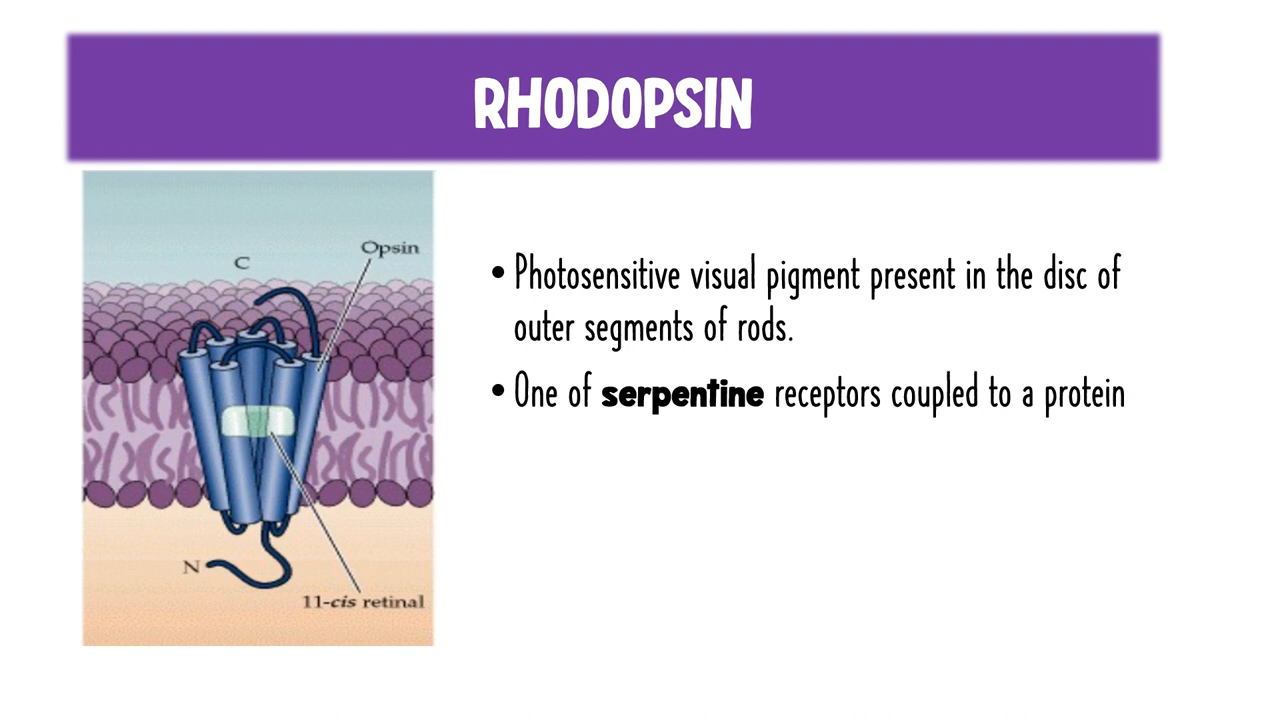 RHODOPSIN
Opsin
C
N
11-cis retinal
• Photosensitive visual pigment present in the disc of
outer segments of rods.
• One of serpentine receptors coupled to a protein